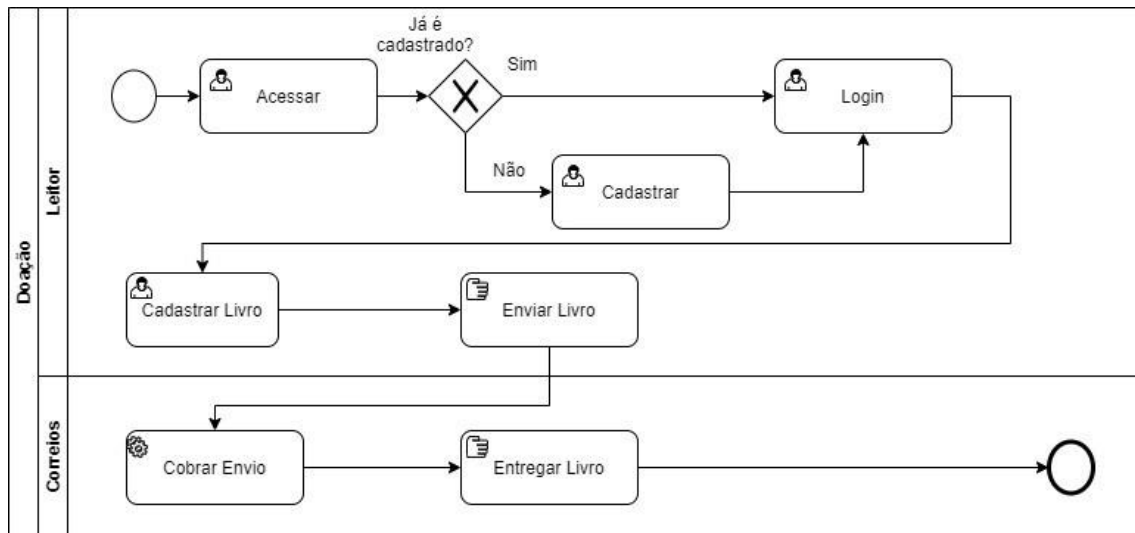 Doação
Leitor
Acessar
Já é
cadastrado?
Sim
Login
Não
Cadastrar
Cadastrar Livro
Enviar Livro
Correios
Cobrar Envio
Entregar Livro